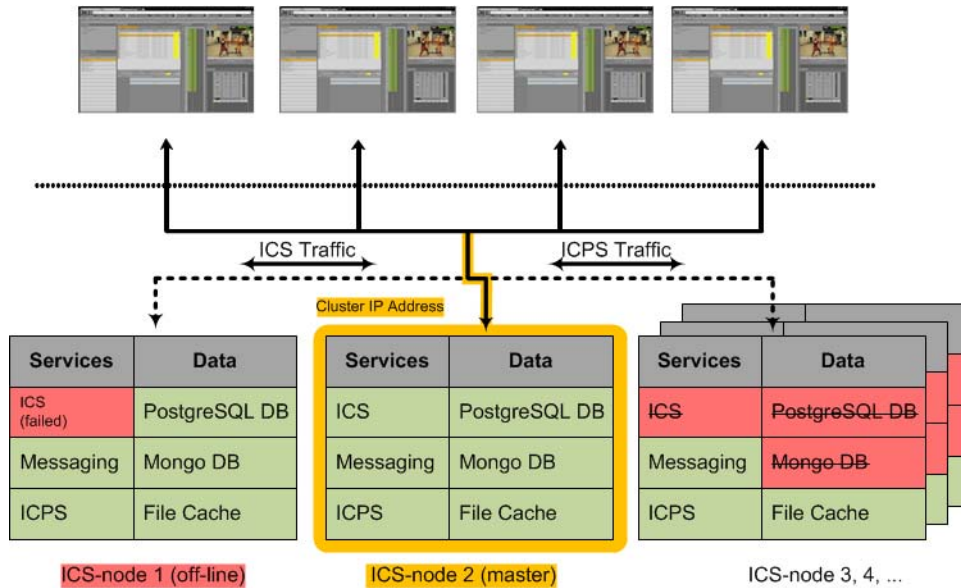 ICS Traffic
ICPS Traffic
Cluster IP Address
Services Data
ICS (failed) PostgreSQL DB
Messaging Mongo DB
ICPS File Cache
ICS-node 1 (off-line)
Services Data
ICS PostgreSQL DB
Messaging Mongo DB
ICPS File Cache
ICS-node 2 (master)
Services Data
ICS PostgreSQL DB
Messaging Mongo DB
ICPS File Cache
ICS-node 3, 4, ...